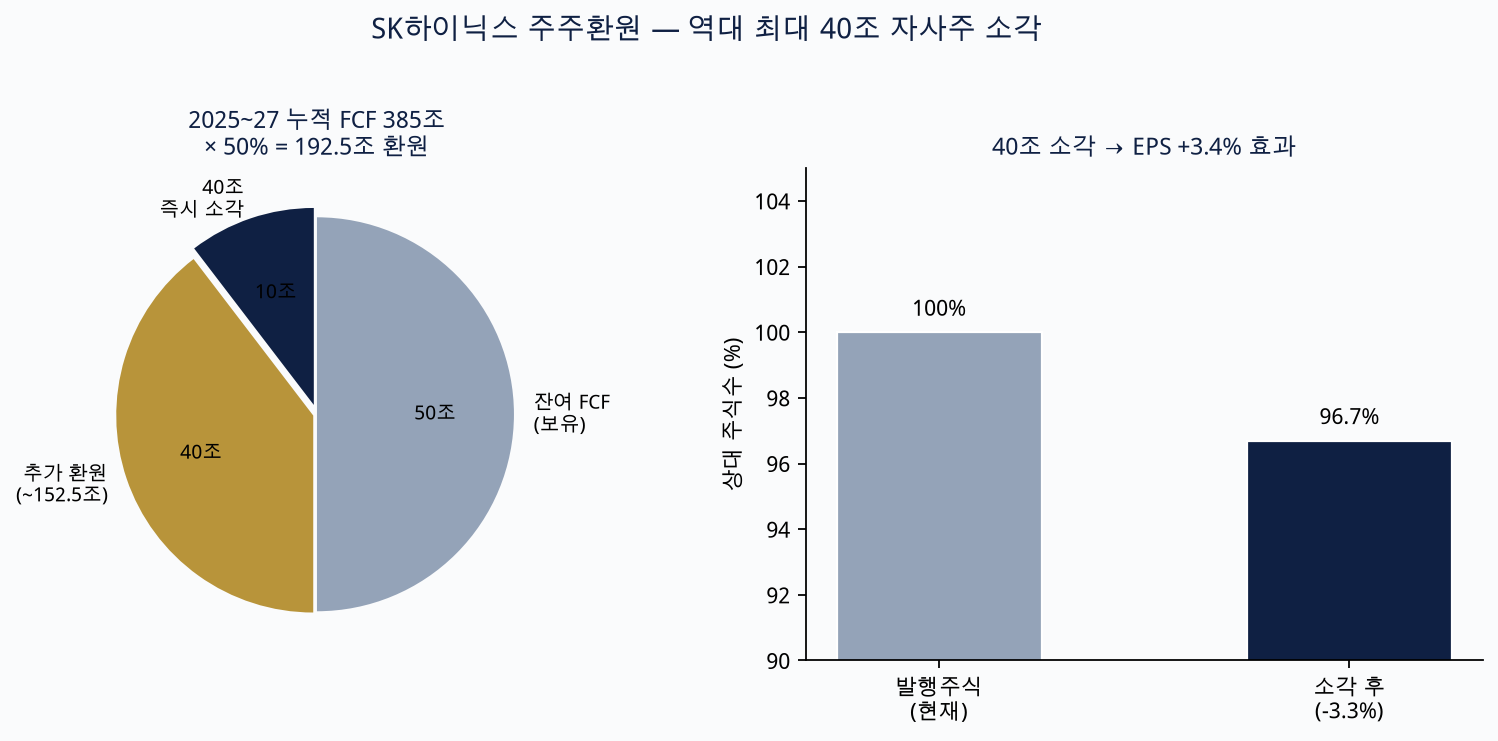 SK하이닉스 주주환원 — 역대 최대 40조 자사주 소각
2025~27 누적 FCF 385조
× 50% = 192.5조 환원
40조
즉시 소각
10조
50조
잔여 FCF
(보유)
40조
추가 환원
(~152.5조)
40조 소각 → EPS +3.4% 효과
상대 주식수 (%)
104
102
100
98
96
94
92
90
100%
96.7%
발행주식
(현재)
소각 후
(-3.3%)